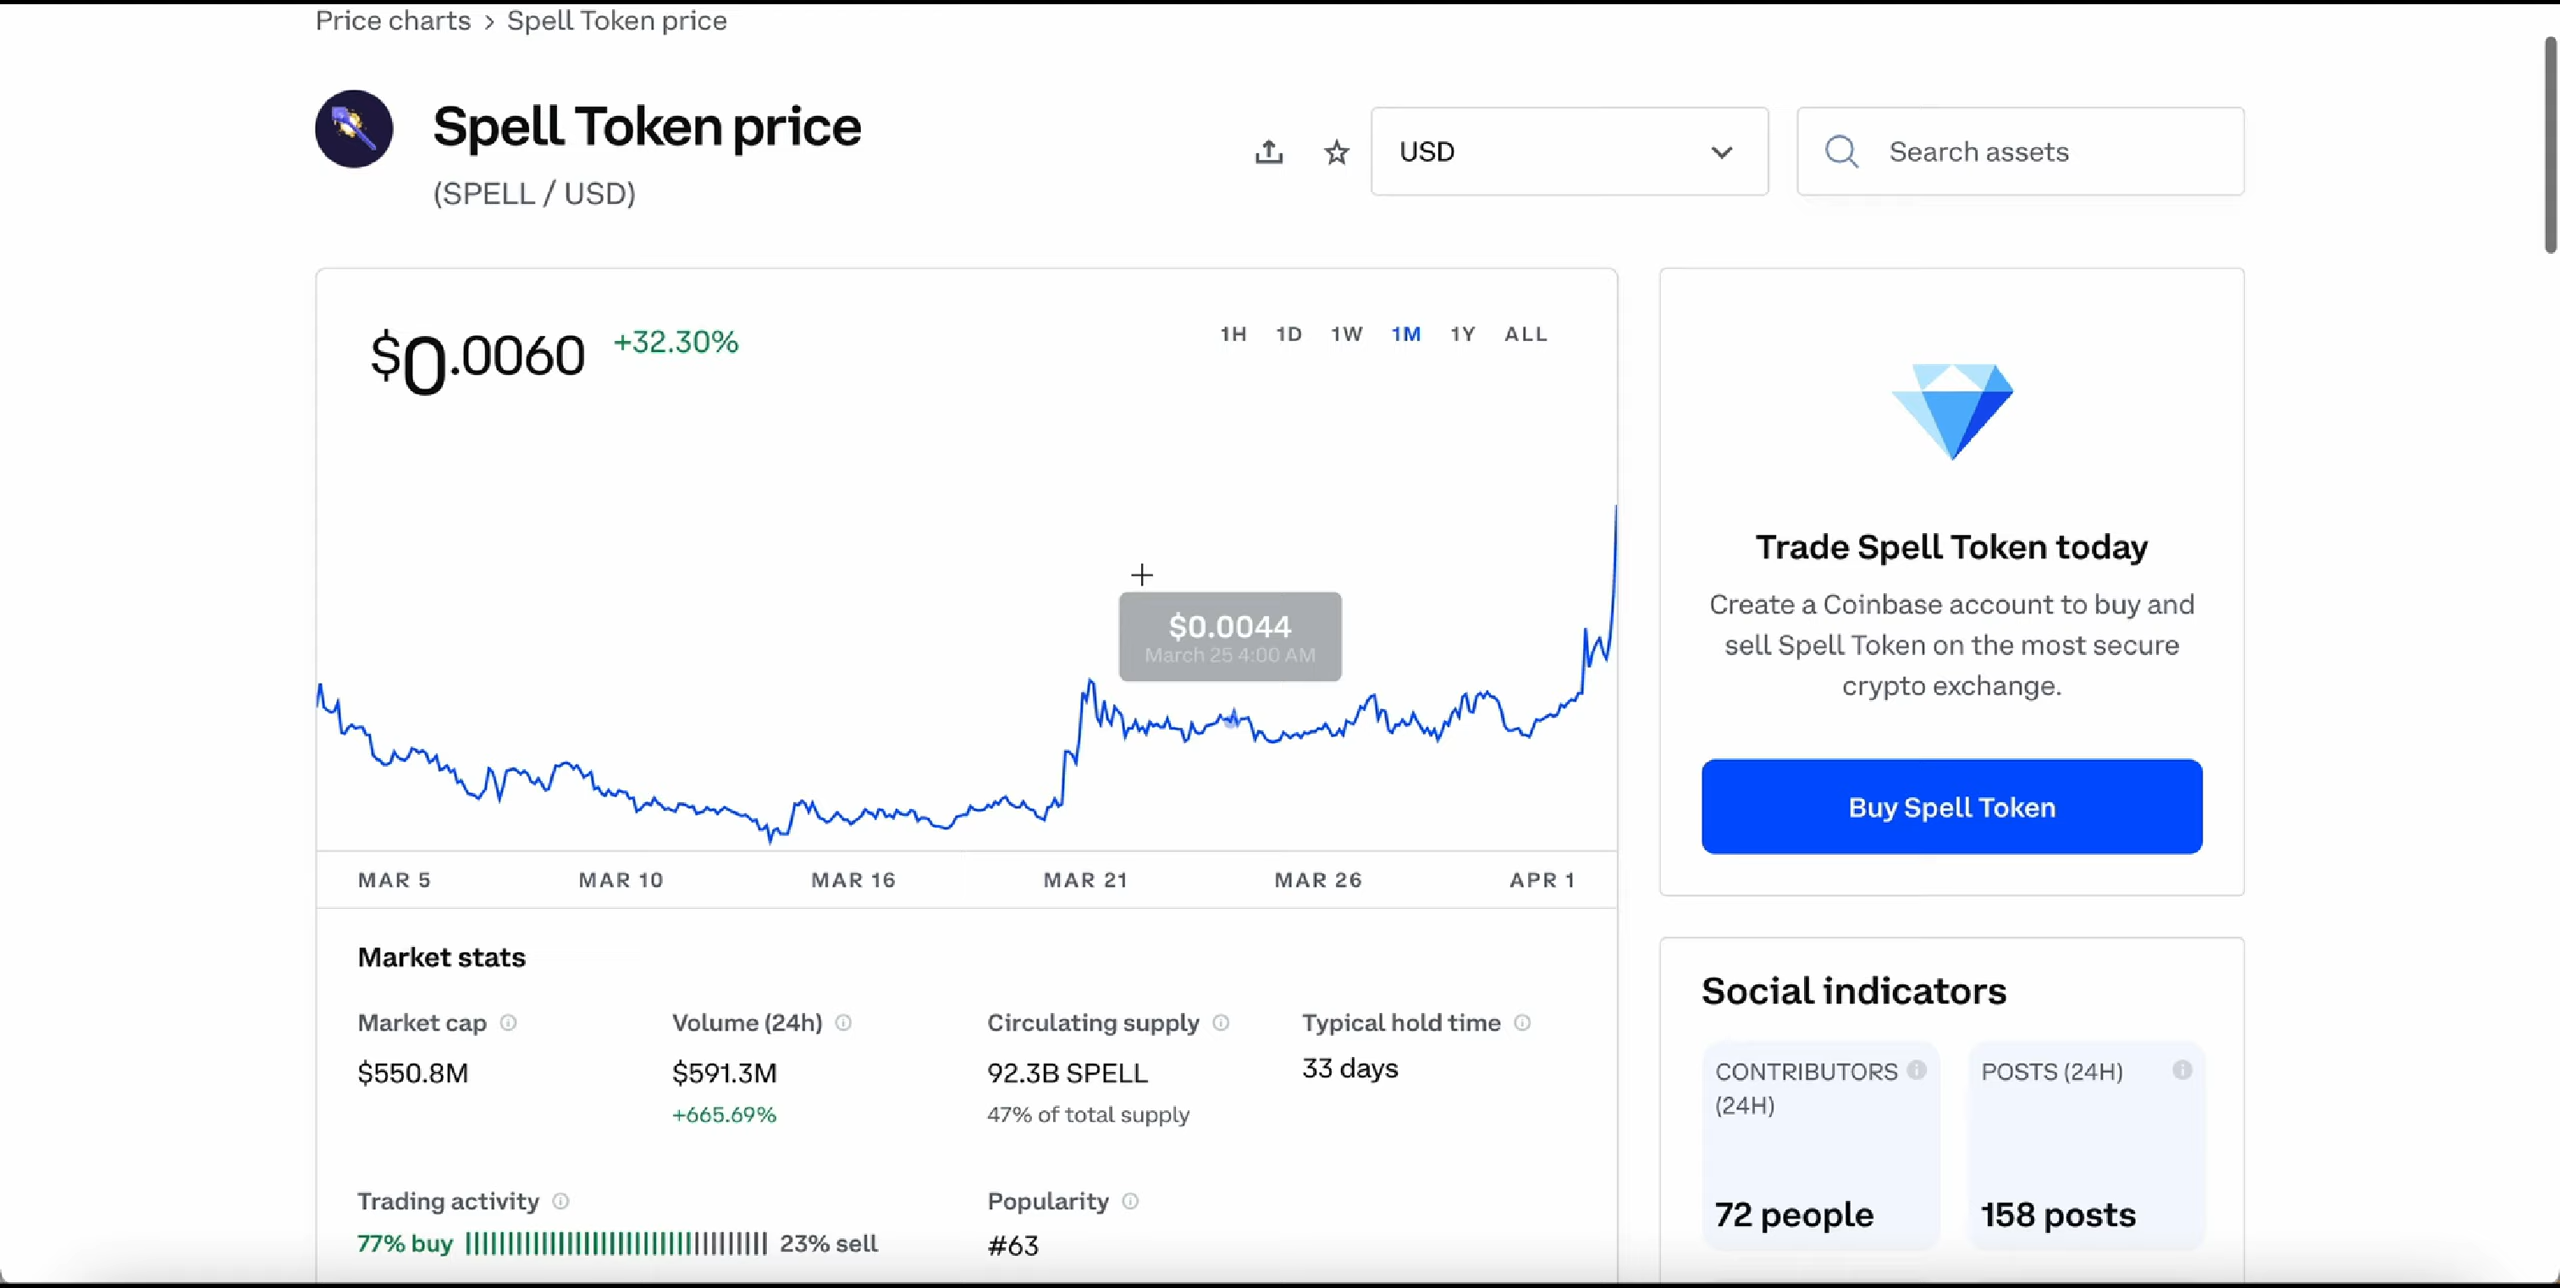 Price charts > Spell Token price
Spell Token price
(SPELL / USD)
USD
Search assets
$0.0060 +32.30%
1H 1D 1W 1M 1Y ALL
$0.0044
March 25 4:00 AM
MAR 5 MAR 10 MAR 16 MAR 21 MAR 26 APR 1
Trade Spell Token today
Create a Coinbase account to buy and
sell Spell Token on the most secure
crypto exchange.
Buy Spell Token
Market stats
Market cap
$550.8M
Volume (24h)
$591.3M
+665.69%
Circulating supply
92.3B SPELL
47% of total supply
Typical hold time
33 days
Trading activity
77% buy 23% sell
Popularity
#63
Social indicators
CONTRIBUTORS
(24H)
72 people
POSTS (24H)
158 posts